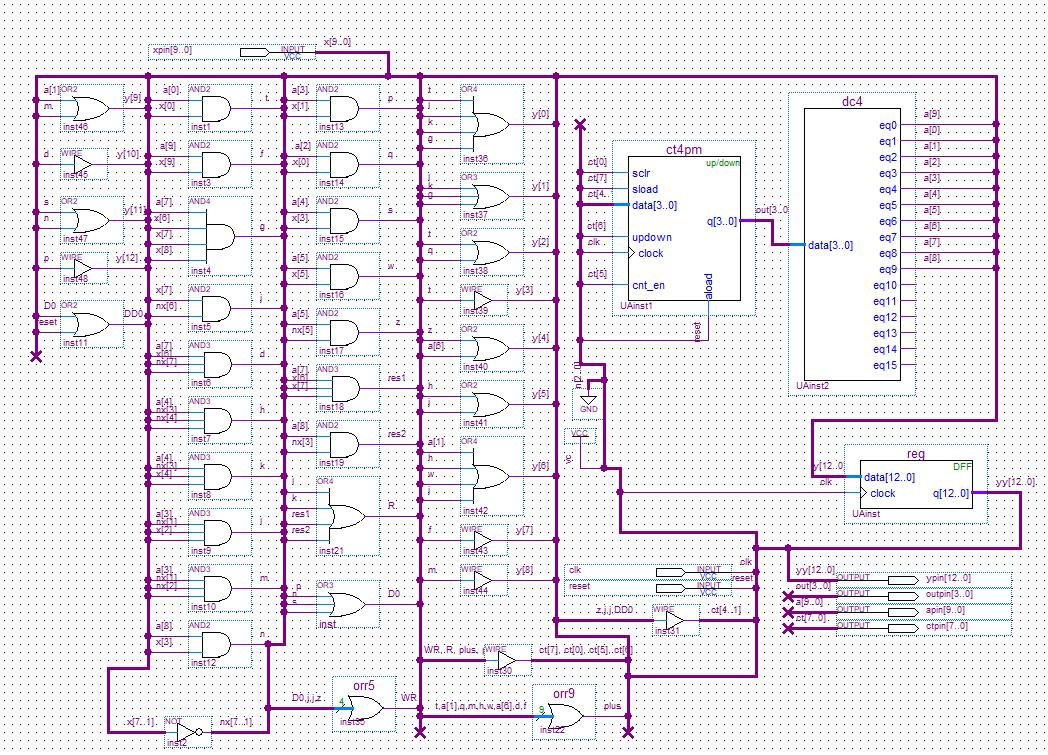 xpin[9..0] INPUT VCC x[9..0]
a[1] OR2 y[9]
m
inst46
d WIRE y[10]
inst45
s OR2 y[11]
n
inst47
p WIRE y[12]
inst48
D0 OR2 DD0
reset
inst11
a[0] AND2 t
x[0]
inst1
a[9] AND2 f
x[9]
inst3
a[7] AND4 g
x[6]
x[7]
x[8]
inst4
x[7] AND2 i
nx[6]
inst5
a[7] AND3 d
x[6]
nx[7]
inst6
a[4] AND3 h
nx[3]
nx[4]
inst7
a[4] AND3 k
nx[3]
x[4]
inst8
a[3] AND3 l
nx[1]
x[2]
inst9
a[3] AND3 m
nx[1]
nx[2]
inst10
a[8] AND2 n
x[3]
inst12
x[7..1] NOT nx[7..1]
inst2
a[3] AND2 p
x[1]
inst13
a[2] AND2 q
x[0]
inst14
a[4] AND2 s
x[3]
inst15
a[5] AND2 w
x[5]
inst16
a[5] AND2 z
nx[5]
inst17
a[7] AND3 res1
x[6]
x[7]
inst18
a[8] AND2 res2
nx[3]
inst19
OR4 R
k
res1
res2
inst21
p OR3 D0
n
s
inst
orr5
D0,j,j,z 4 WR
inst35
t OR4 y[0]
k
g
inst36
OR3 y[1]
k
g
inst37
t OR2 y[2]
q
inst38
t WIRE y[3]
inst39
z OR2 y[4]
a[6]
inst40
h OR2 y[5]
inst41
a[1] OR4 y[6]
h
w
inst42
f WIRE y[7]
inst43
m WIRE y[8]
inst44
WR, R, plus, WIRE ct[7], ct[0], ct[5], ct[6]
inst30
orr9
t,a[1],q,m,h,w,a[6],d,f 9 plus
inst22
ct4pm
up/down
ct[0] sclr
ct[7] sload
ct[4.. data[3..0]
q[3..0] out[3..0
ct[6] updown
clk clock
ct[5] cnt_en
aload
reset
UAinst1
n[2..0]
GND
VCC
vc
dc4
data[3..0]
eq0 a[9]
eq1 a[0]
eq2 a[1]
eq3 a[2]
eq4 a[3]
eq5 a[4]
eq6 a[5]
eq7 a[6]
eq8 a[7]
eq9 a[8]
eq10
eq11
eq12
eq13
eq14
eq15
UAinst2
req
DFF
y[12..0 data[12..0]
clk clock q[12..0] yy[12..0]
UAinst
clk INPUT VCC clk
reset INPUT VCC reset
z,j,j,DD0 WIRE ct[4..1]
inst31
yy[12..0] OUTPUT ypin[12..0]
out[3..0] OUTPUT outpin[3..0]
a[9..0] OUTPUT apin[9..0]
ct[7..0] OUTPUT ctpin[7..0]